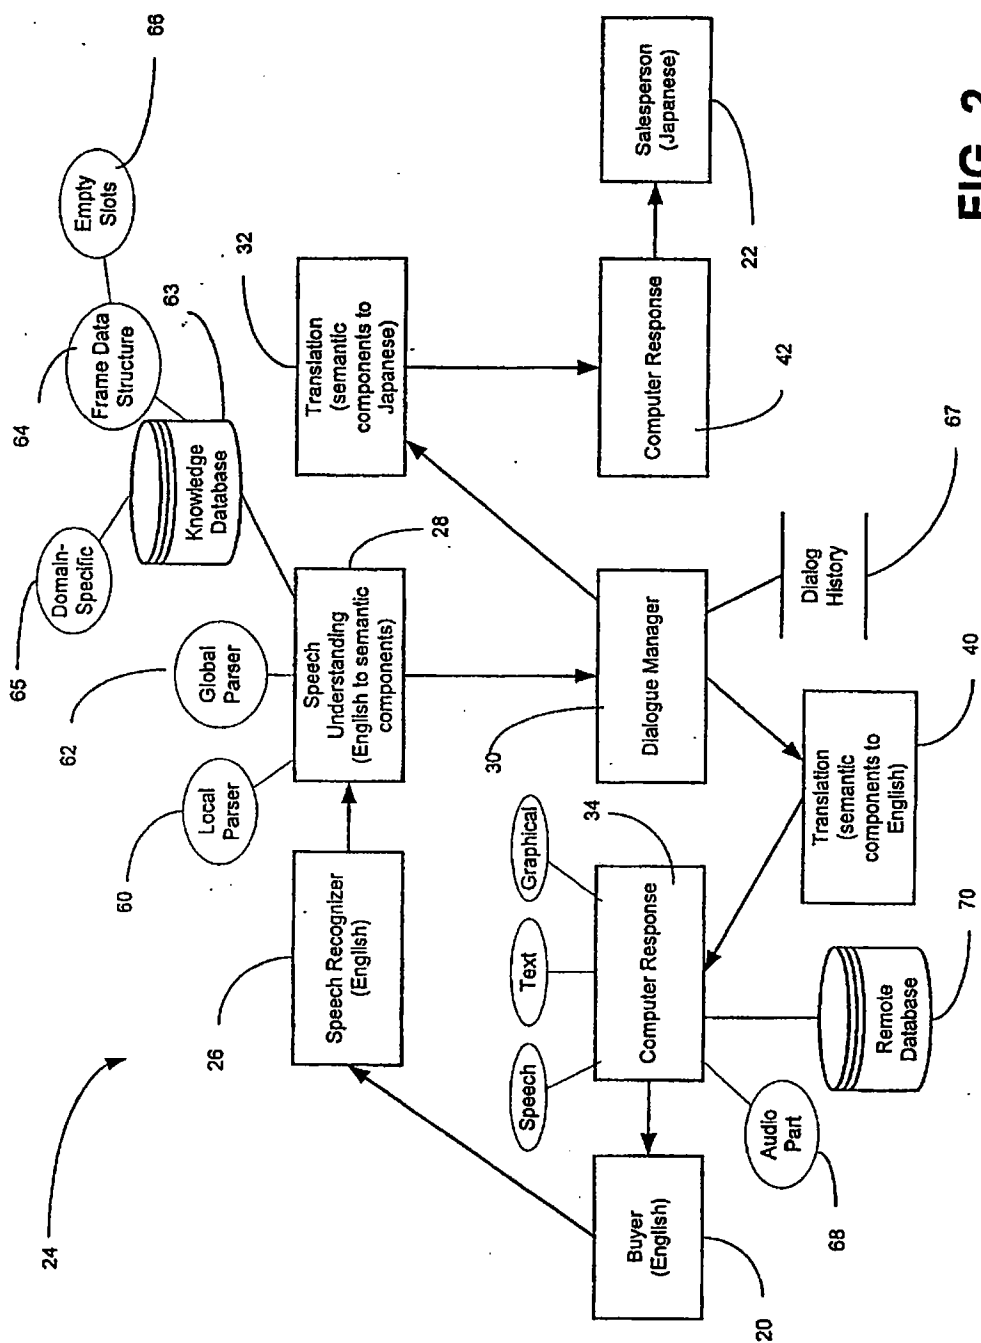 24
66
Empty
Slots
64
Frame Data
Structure
63
65
Domain-
Specific
Knowledge
Database
62
Global
Parser
60
Local
Parser
26
Speech Recognizer
(English)
Speech
Understanding
(English to semantic
components)
28
32
Translation
(semantic
components to
Japanese)
Speech
Text
Graphical
34
30
Buyer
(English)
20
Computer Response
Dialogue Manager
Computer Response
42
Salesperson
(Japanese)
22
Audio
Part
68
Remote
Database
70
Translation
(semantic
components to
English)
40
Dialog
History
67
FIG. 2